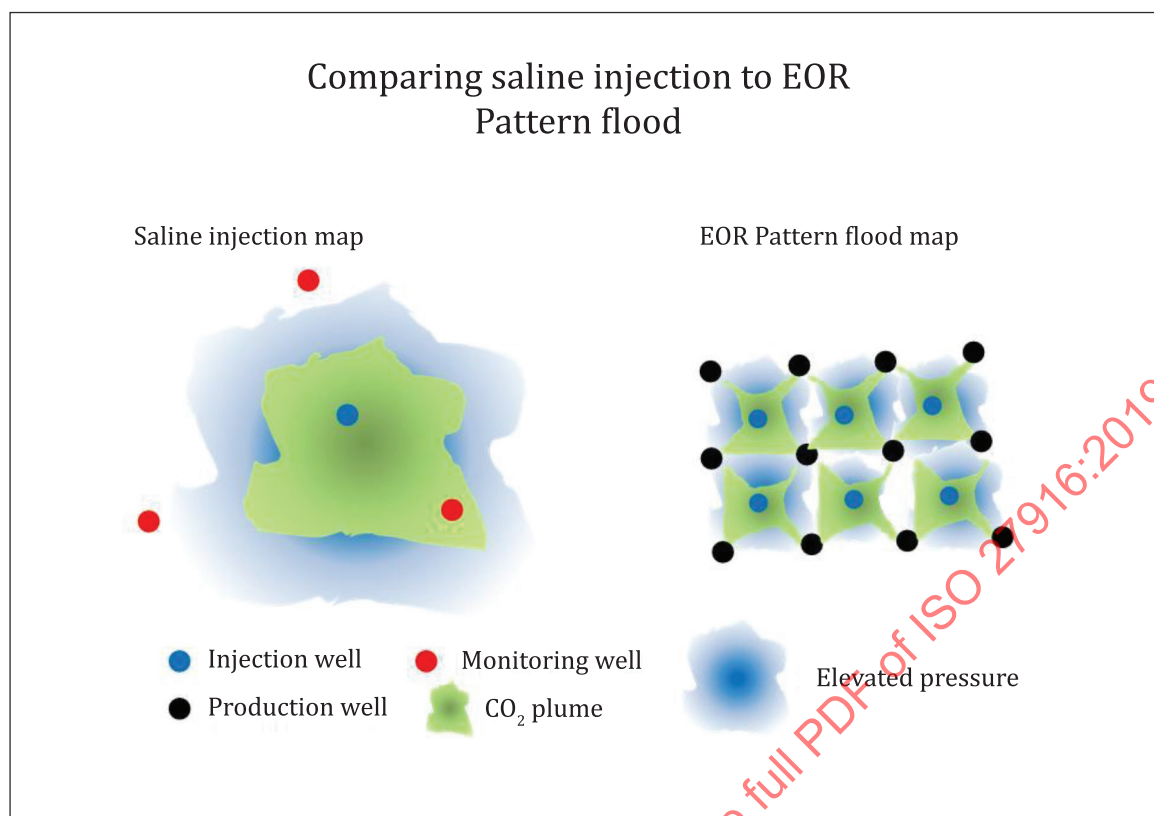 Comparing saline injection to EOR
Pattern flood
Saline injection map
EOR Pattern flood map
Injection well
Monitoring well
Elevated pressure
Production well
CO₂ plume
full PDF of ISO 27916:2019